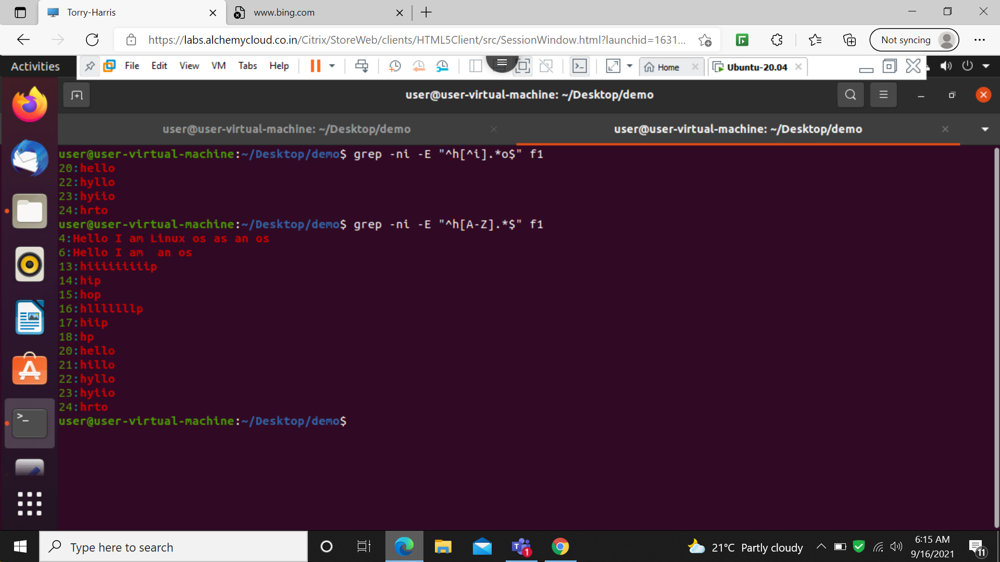 Torry-Harris
www.bing.com
https://labs.alchemycloud.co.in/Citrix/StoreWeb/clients/HTML5Client/src/SessionWindow.html?launchid=1631...
Not syncing
Activities
File Edit View VM Tabs Help
Home
Ubuntu-20.04
user@user-virtual-machine: ~/Desktop/demo
user@user-virtual-machine: ~/Desktop/demo
user@user-virtual-machine: ~/Desktop/demo
user@user-virtual-machine:~/Desktop/demo$ grep -ni -E "^h[^i].*o$" f1
20:hello
22:hyllo
23:hyiio
24:hrto
user@user-virtual-machine:~/Desktop/demo$ grep -ni -E "^h[A-Z].*$" f1
4:Hello I am Linux os as an os
6:Hello I am  an os
13:hiiiiiiiiip
14:hip
15:hop
16:hlllllllp
17:hiip
18:hp
20:hello
21:hillo
22:hyllo
23:hyiio
24:hrto
user@user-virtual-machine:~/Desktop/demo$
Type here to search
1
21°C Partly cloudy
6:15 AM
9/16/2021
11